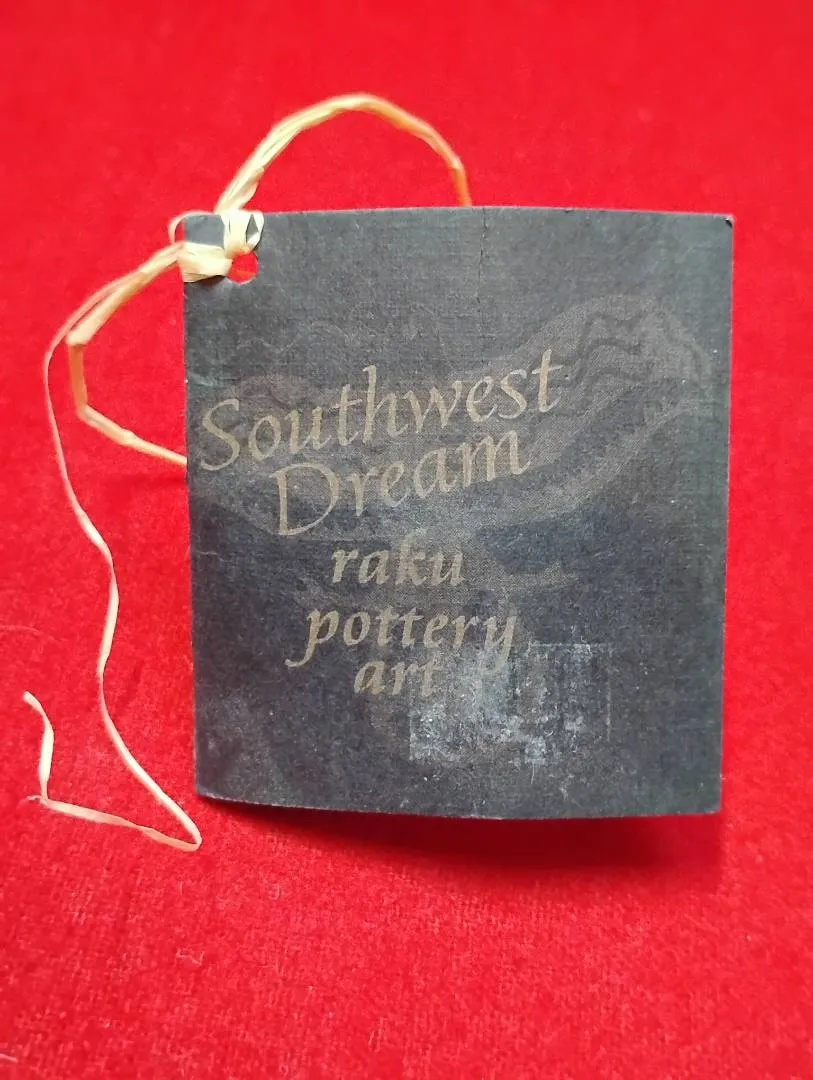 Southwest
Dream
raku
pottery
art